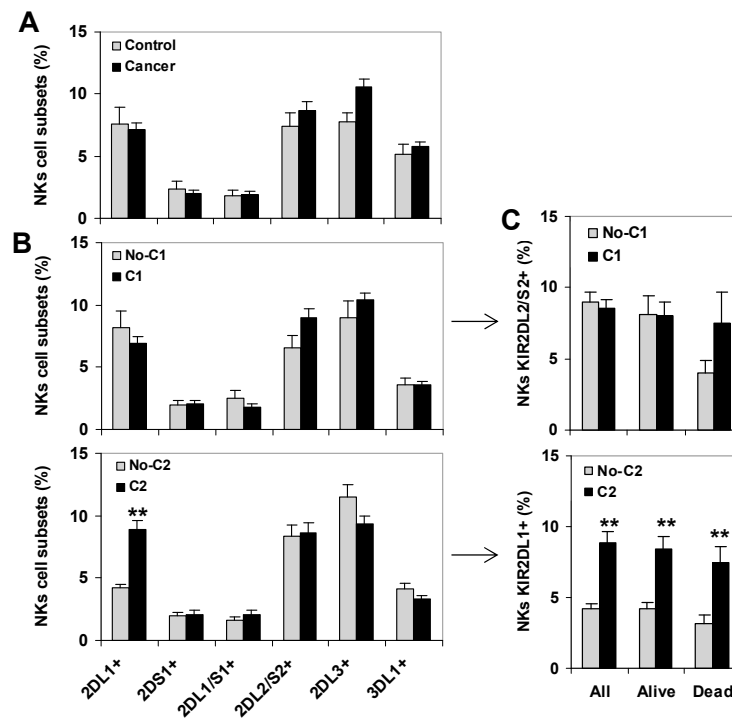 A
NKs cell subsets (%)
15
10
5
0
Control
Cancer
B
NKs cell subsets (%)
15
10
5
0
No-C1
C1
C
NKs KIR2DL2/S2+ (%)
15
10
5
0
No-C1
C1
NKs cell subsets (%)
15
10
5
0
No-C2
C2
**
2DL1+
2DS1+
2DL1/S1+
2DL2/S2+
2DL3+
3DL1+
NKs KIR2DL1+ (%)
15
10
5
0
No-C2
C2
** ** **
All Alive Dead